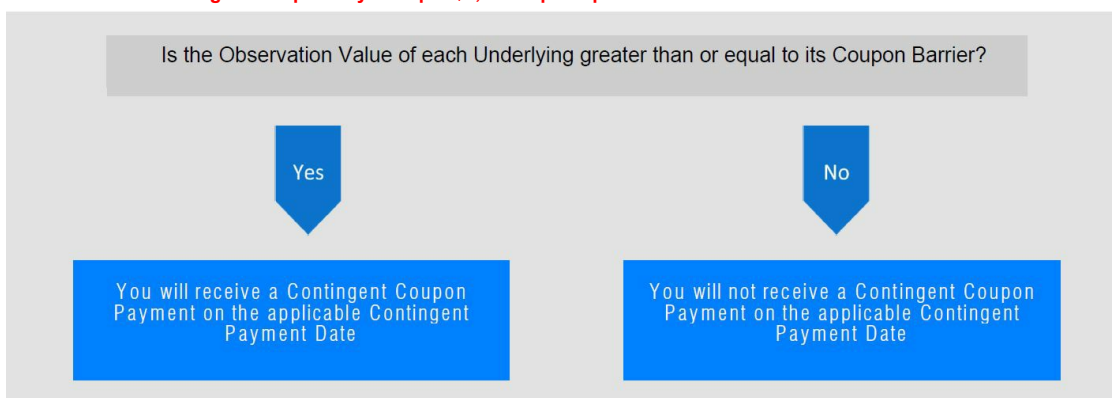 Is the Observation Value of each Underlying greater than or equal to its Coupon Barrier?
Yes
No
You will receive a Contingent Coupon
Payment on the applicable Contingent
Payment Date
You will not receive a Contingent Coupon
Payment on the applicable Contingent
Payment Date